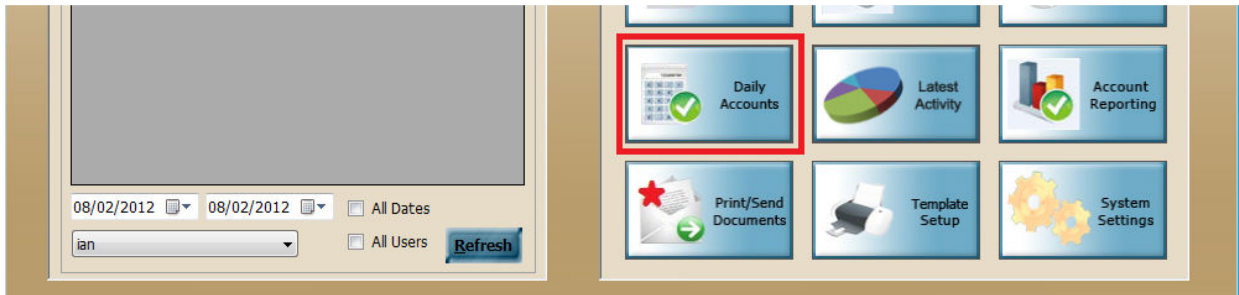 Daily
Accounts
Latest
Activity
Account
Reporting
08/02/2012
08/02/2012
All Dates
ian
All Users
Refresh
Print/Send
Documents
Template
Setup
System
Settings